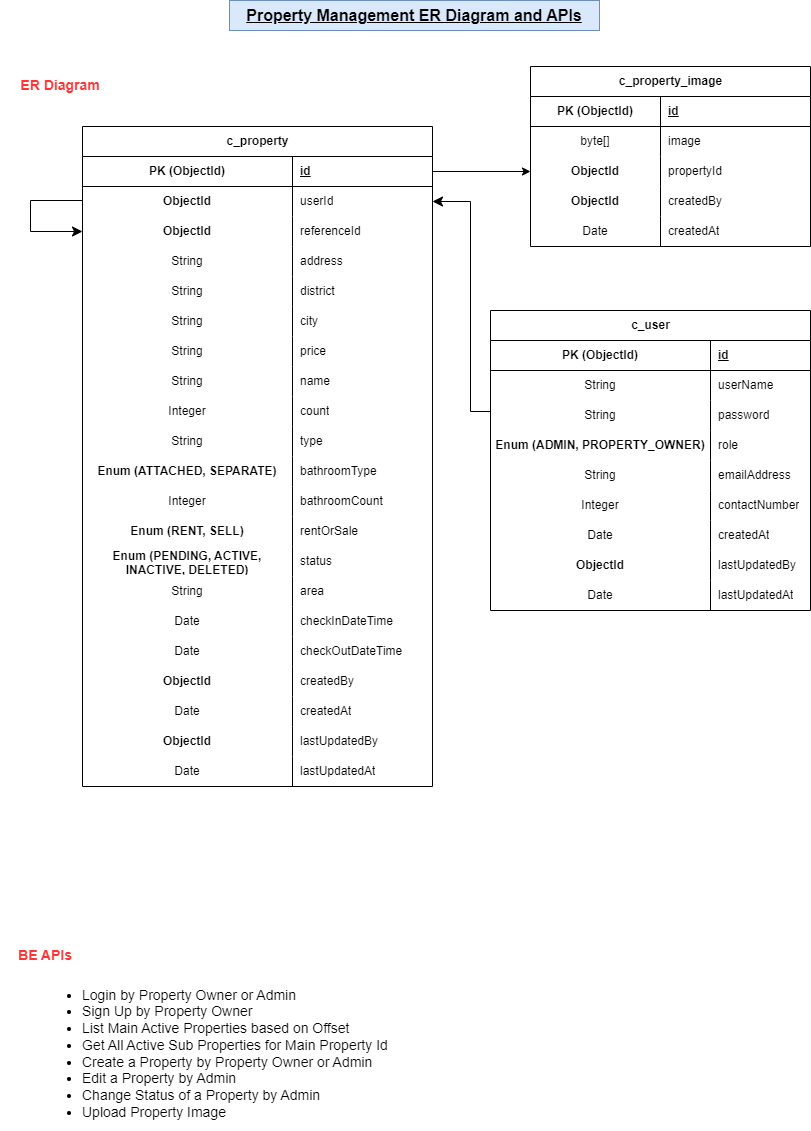 Property Management ER Diagram and APIs
ER Diagram
c_property
PK (ObjectId) id
ObjectId userId
ObjectId referenceId
String address
String district
String city
String price
String name
Integer count
String type
Enum (ATTACHED, SEPARATE) bathroomType
Integer bathroomCount
Enum (RENT, SELL) rentOrSale
Enum (PENDING, ACTIVE,
INACTIVE, DELETED) status
String area
Date checkInDateTime
Date checkOutDateTime
ObjectId createdBy
Date createdAt
ObjectId lastUpdatedBy
Date lastUpdatedAt
c_property_image
PK (ObjectId) id
byte[] image
ObjectId propertyId
ObjectId createdBy
Date createdAt
c_user
PK (ObjectId) id
String userName
String password
Enum (ADMIN, PROPERTY_OWNER) role
String emailAddress
Integer contactNumber
Date createdAt
ObjectId lastUpdatedBy
Date lastUpdatedAt
BE APIs
• Login by Property Owner or Admin
• Sign Up by Property Owner
• List Main Active Properties based on Offset
• Get All Active Sub Properties for Main Property Id
• Create a Property by Property Owner or Admin
• Edit a Property by Admin
• Change Status of a Property by Admin
• Upload Property Image